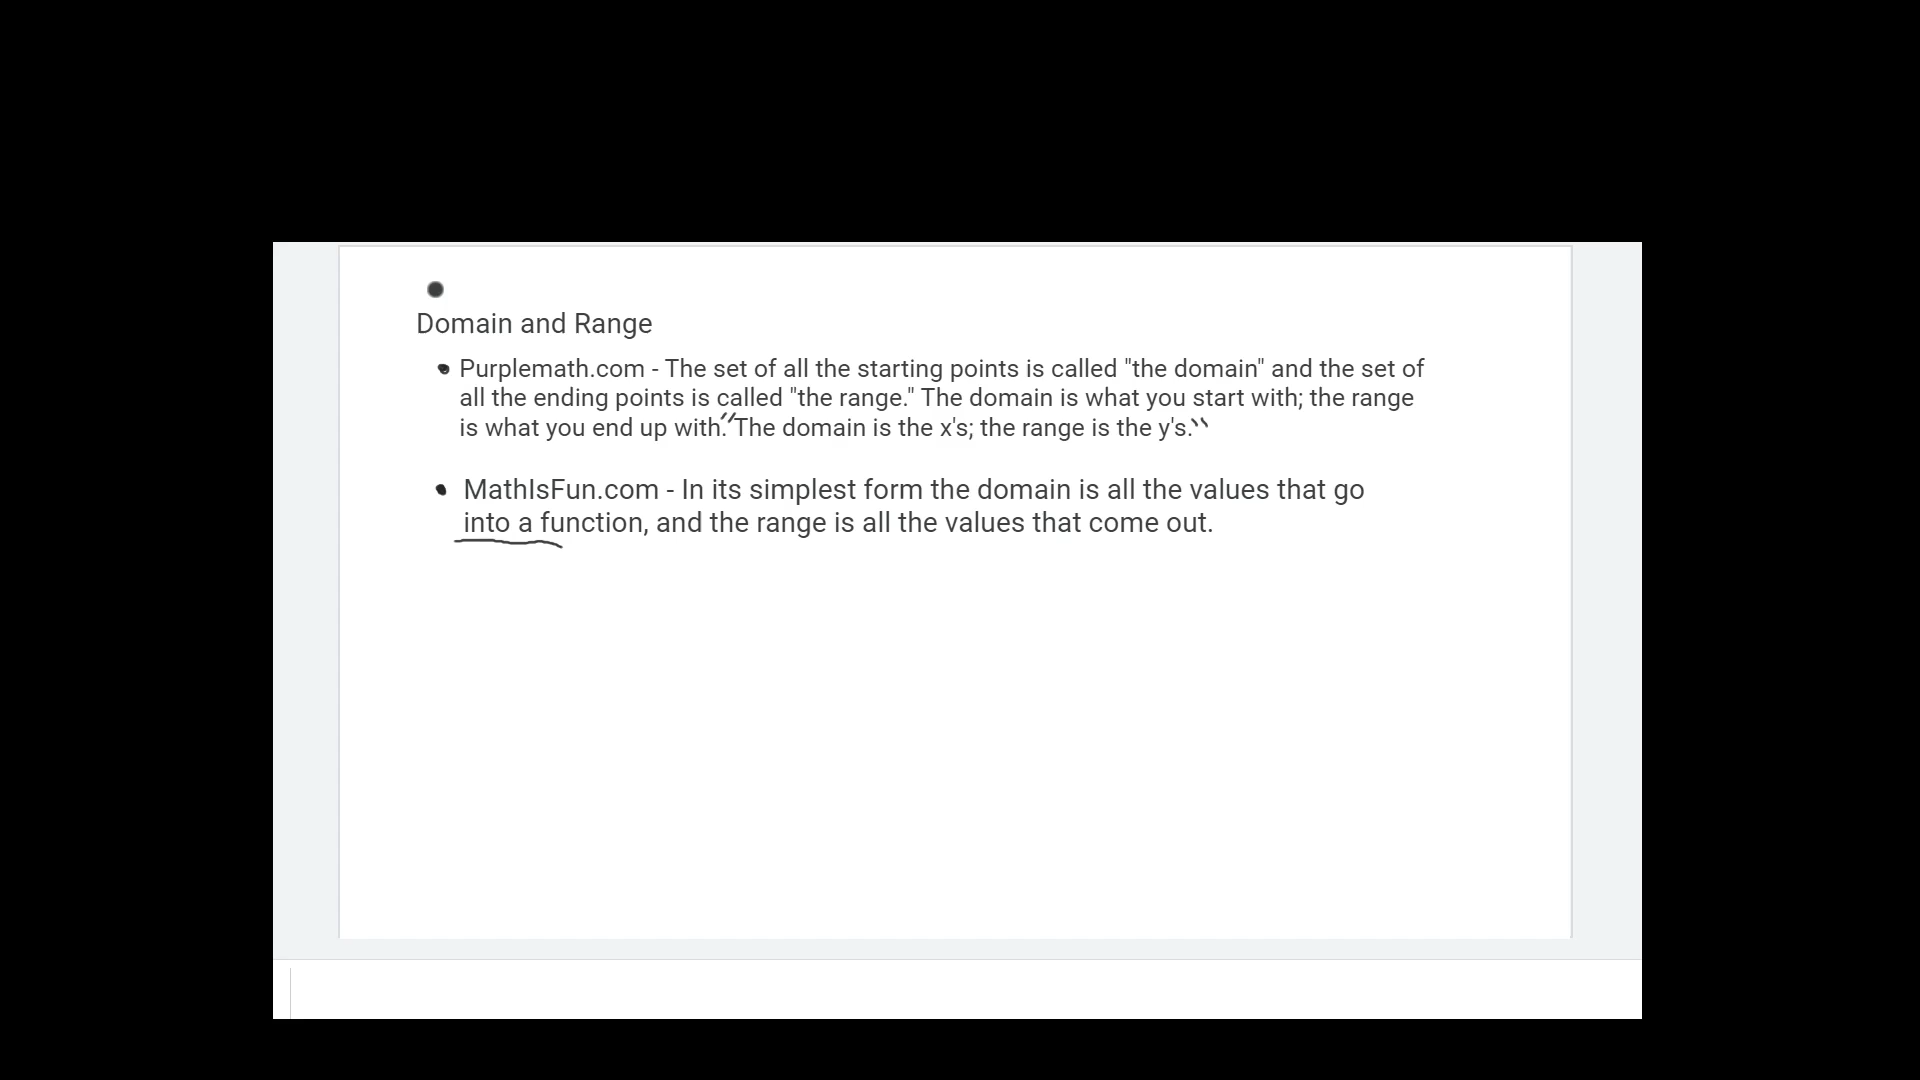 Domain and Range
• Purplemath.com - The set of all the starting points is called "the domain" and the set of
all the ending points is called "the range." The domain is what you start with; the range
is what you end up with. "The domain is the x's; the range is the y's."
• MathIsFun.com - In its simplest form the domain is all the values that go
into a function, and the range is all the values that come out.